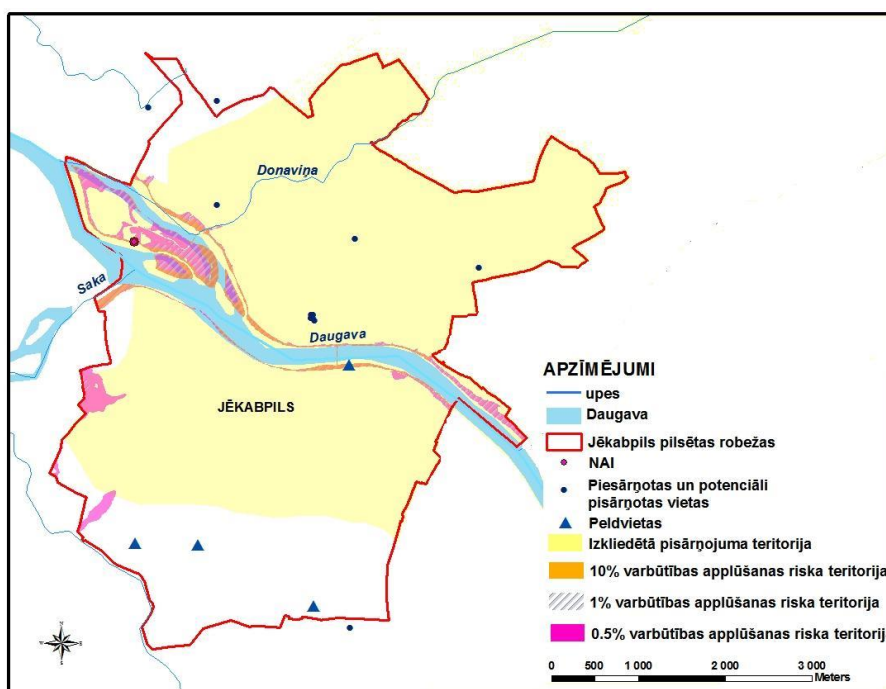 Donaviņa
Saka
Daugava
JĒKABPILS
APZĪMĒJUMI
upes
Daugava
Jēkabpils pilsētas robežas
NAI
Piesārņotas un potenciāli
pisārņotas vietas
Peldvietas
Izkliedētā pisārņojuma teritorija
10% varbūtības applūšanas riska teritorija
1% varbūtības applūšanas riska teritorija
0.5% varbūtības applūšanas riska teritorij
0 500 1 000 2 000 3 000
Meters